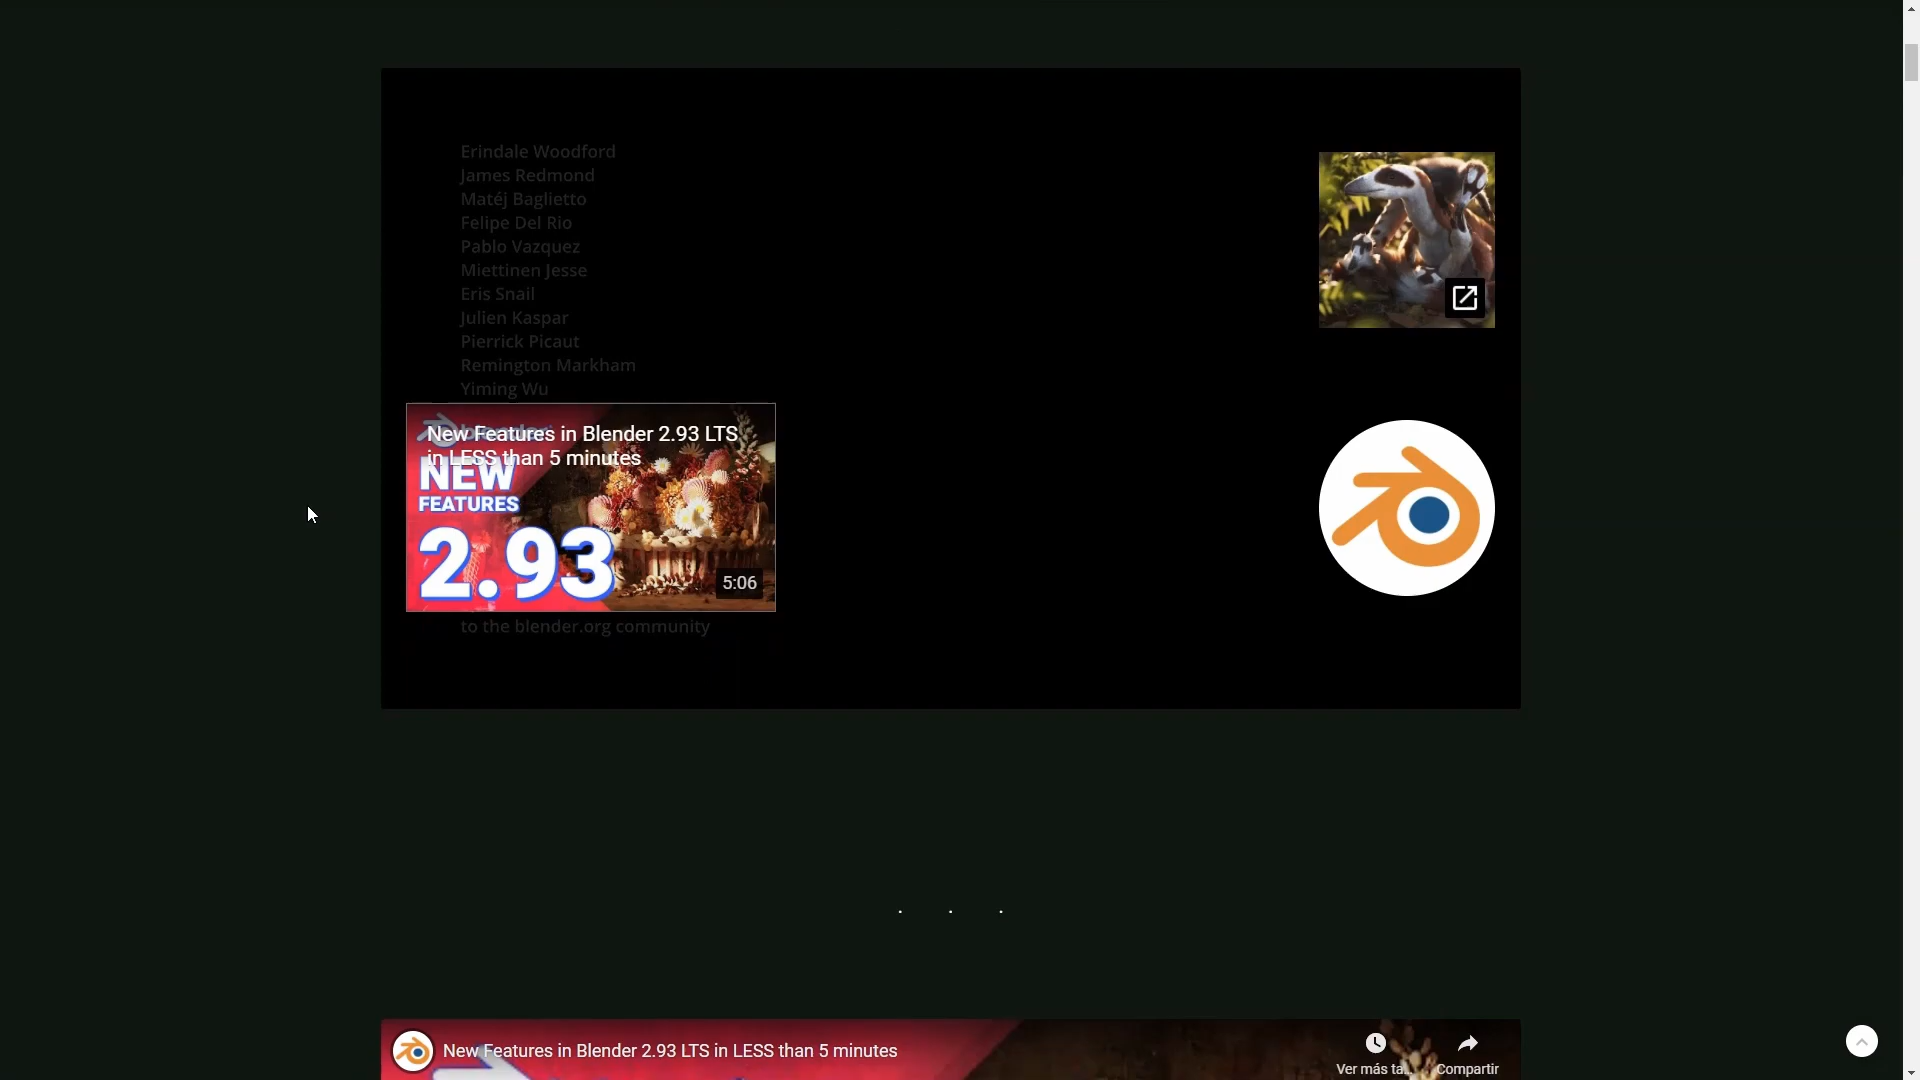 Erindale Woodford
James Redmond
Matéj Baglietto
Felipe Del Rio
Pablo Vazquez
Miettinen Jesse
Eris Snail
Julien Kaspar
Pierrick Picaut
Remington Markham
Yiming Wu
blender
New Features in Blender 2.93 LTS
in LESS than 5 minutes
NEW
FEATURES
2.93
5:06
to the blender.org community
New Features in Blender 2.93 LTS in LESS than 5 minutes
Ver más ta...
Compartir